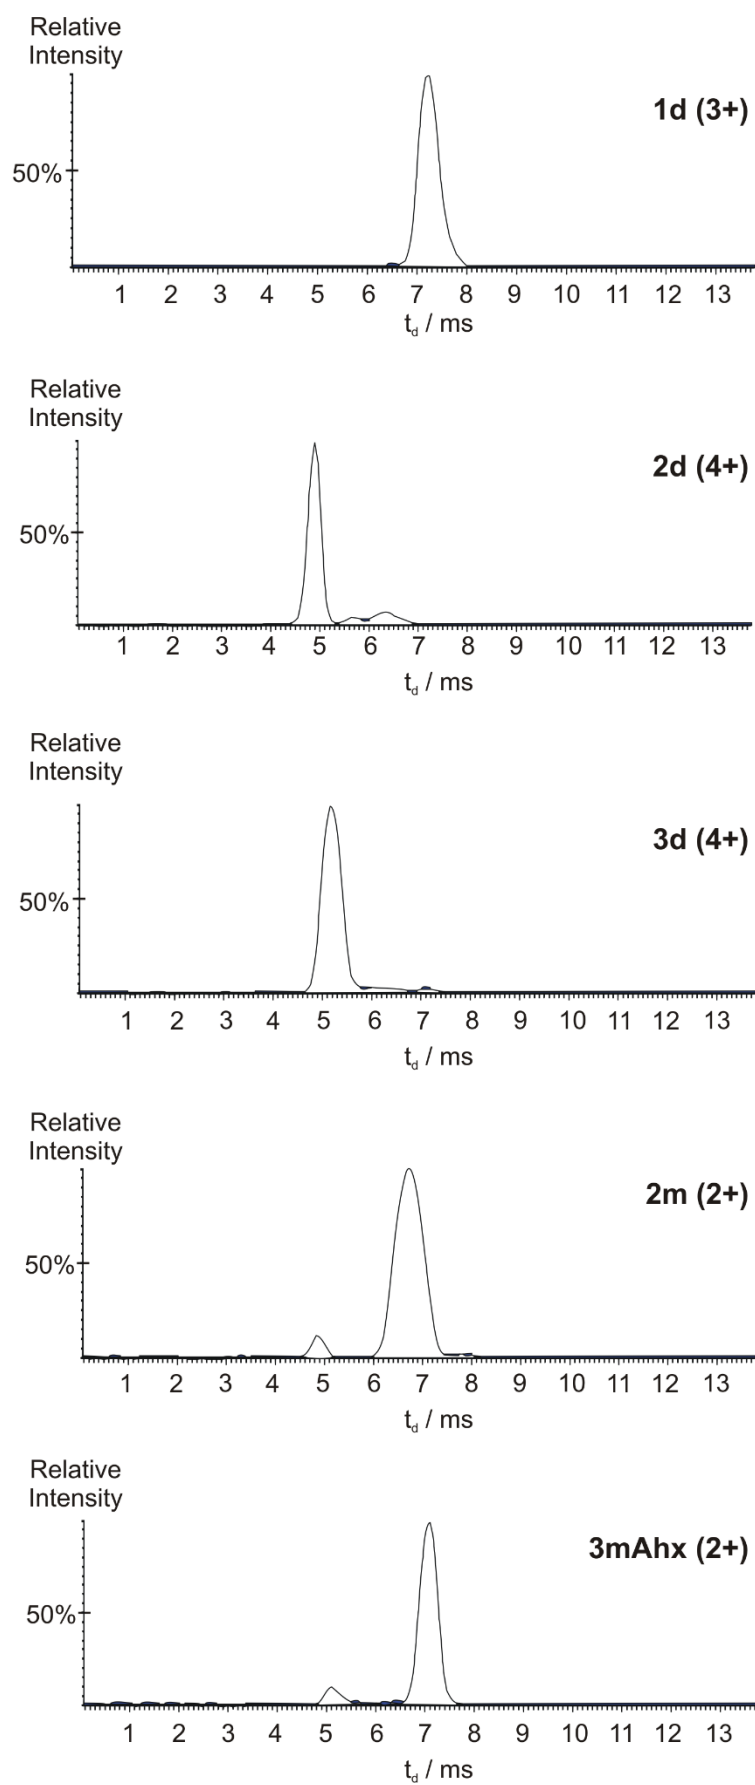 Relative
Intensity
1d (3+)
50%
1 2 3 4 5 6 7 8 9 10 11 12 13
td / ms
Relative
Intensity
2d (4+)
50%
1 2 3 4 5 6 7 8 9 10 11 12 13
td / ms
Relative
Intensity
3d (4+)
50%
1 2 3 4 5 6 7 8 9 10 11 12 13
td / ms
Relative
Intensity
2m (2+)
50%
1 2 3 4 5 6 7 8 9 10 11 12 13
td / ms
Relative
Intensity
3mAhx (2+)
50%
1 2 3 4 5 6 7 8 9 10 11 12 13
td / ms